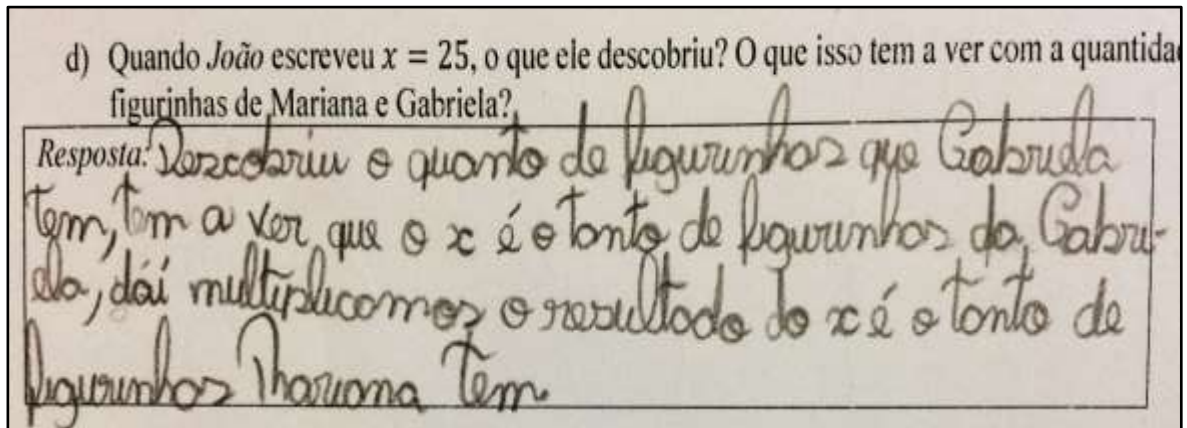 d) Quando João escreveu x = 25, o que ele descobriu? O que isso tem a ver com a quantida
figurinhas de Mariana e Gabriela?
Resposta: Descobriu o quanto de figurinhas que Gabriela
tem, tem a ver que o x é o tanto de figurinhas da Gabri-
ela, dái multiplicamos o resultado do x é o tanto de
figurinhas Mariana tem.